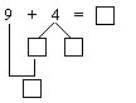 9 + 4 = □